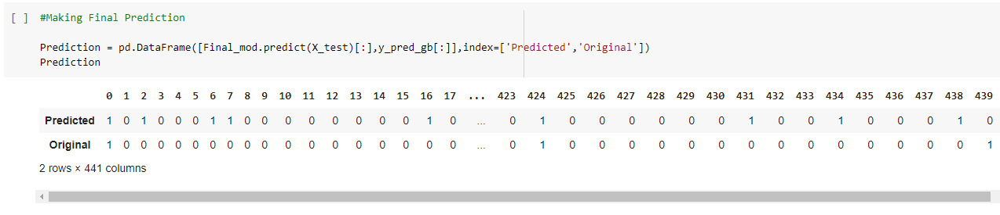 [ ] #Making Final Prediction
Prediction = pd.DataFrame([Final_mod.predict(X_test)[:],y_pred_gb[:]],index=['Predicted','Original'])
Prediction
0 1 2 3 4 5 6 7 8 9 10 11 12 13 14 15 16 17 ... 423 424 425 426 427 428 429 430 431 432 433 434 435 436 437 438 439
Predicted 1 0 1 0 0 0 1 1 0 0 0 0 0 0 0 0 1 0 ... 0 1 0 0 0 0 0 0 1 0 0 1 0 0 0 1 0
Original 1 0 0 0 0 0 0 0 0 0 0 0 0 0 0 0 0 0 ... 0 1 0 0 0 0 0 0 0 0 0 0 0 0 0 0 1
2 rows × 441 columns